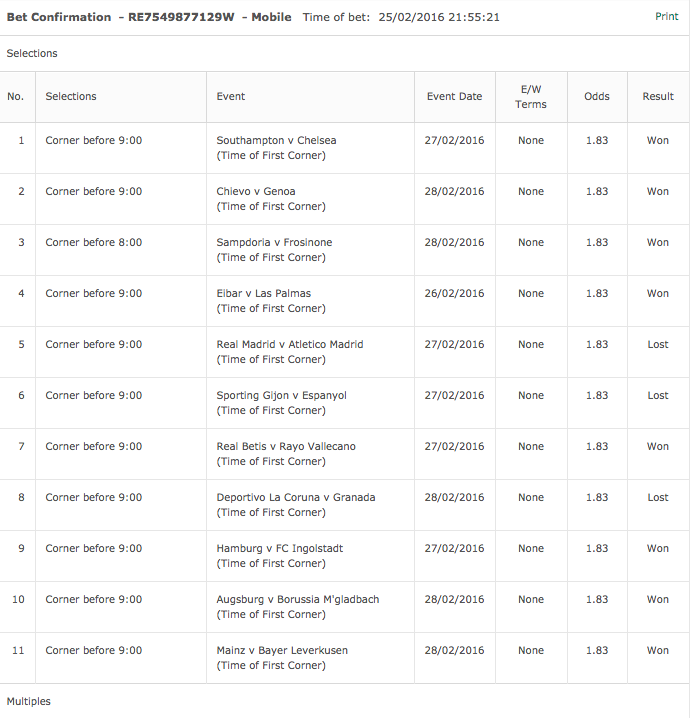 Bet Confirmation - RE7549877129W - Mobile Time of bet: 25/02/2016 21:55:21 Print
Selections
No. Selections Event Event Date E/W Terms Odds Result
1 Corner before 9:00 Southampton v Chelsea 27/02/2016 None 1.83 Won
(Time of First Corner)
2 Corner before 9:00 Chievo v Genoa 28/02/2016 None 1.83 Won
(Time of First Corner)
3 Corner before 8:00 Sampdoria v Frosinone 28/02/2016 None 1.83 Won
(Time of First Corner)
4 Corner before 9:00 Eibar v Las Palmas 26/02/2016 None 1.83 Won
(Time of First Corner)
5 Corner before 9:00 Real Madrid v Atletico Madrid 27/02/2016 None 1.83 Lost
(Time of First Corner)
6 Corner before 9:00 Sporting Gijon v Espanyol 27/02/2016 None 1.83 Lost
(Time of First Corner)
7 Corner before 9:00 Real Betis v Rayo Vallecano 27/02/2016 None 1.83 Won
(Time of First Corner)
8 Corner before 9:00 Deportivo La Coruna v Granada 28/02/2016 None 1.83 Lost
(Time of First Corner)
9 Corner before 9:00 Hamburg v FC Ingolstadt 27/02/2016 None 1.83 Won
(Time of First Corner)
10 Corner before 9:00 Augsburg v Borussia M'gladbach 28/02/2016 None 1.83 Won
(Time of First Corner)
11 Corner before 9:00 Mainz v Bayer Leverkusen 28/02/2016 None 1.83 Won
(Time of First Corner)
Multiples